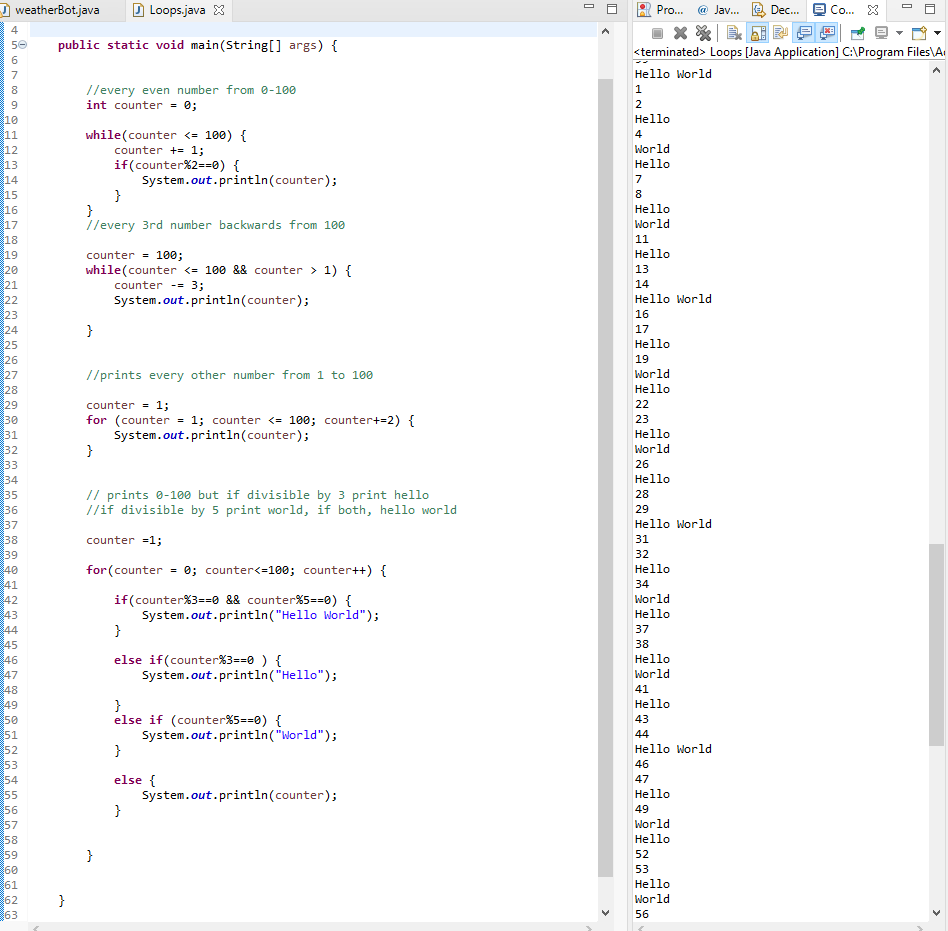 weatherBot.java
Loops.java
4
5 public static void main(String[] args) {
6
7
8 //every even number from 0-100
9 int counter = 0;
10
11 while(counter <= 100) {
12 counter += 1;
13 if(counter%2==0) {
14 System.out.println(counter);
15 }
16 }
17 //every 3rd number backwards from 100
18
19 counter = 100;
20 while(counter <= 100 && counter > 1) {
21 counter -= 3;
22 System.out.println(counter);
23
24 }
25
26
27 //prints every other number from 1 to 100
28
29 counter = 1;
30 for (counter = 1; counter <= 100; counter+=2) {
31 System.out.println(counter);
32 }
33
34
35 // prints 0-100 but if divisible by 3 print hello
36 //if divisible by 5 print world, if both, hello world
37
38 counter =1;
39
40 for(counter = 0; counter<=100; counter++) {
41
42 if(counter%3==0 && counter%5==0) {
43 System.out.println("Hello World");
44 }
45
46 else if(counter%3==0 ) {
47 System.out.println("Hello");
48
49 }
50 else if (counter%5==0) {
51 System.out.println("World");
52 }
53
54 else {
55 System.out.println(counter);
56 }
57
58
59 }
60
61
62 }
63
Pro... Jav... Dec... Co...
<terminated> Loops [Java Application] C:\Program Files\Ad
Hello World
1
2
Hello
4
World
Hello
7
8
Hello
World
11
Hello
13
14
Hello World
16
17
Hello
19
World
Hello
22
23
Hello
World
26
Hello
28
29
Hello World
31
32
Hello
34
World
Hello
37
38
Hello
World
41
Hello
43
44
Hello World
46
47
Hello
49
World
Hello
52
53
Hello
World
56